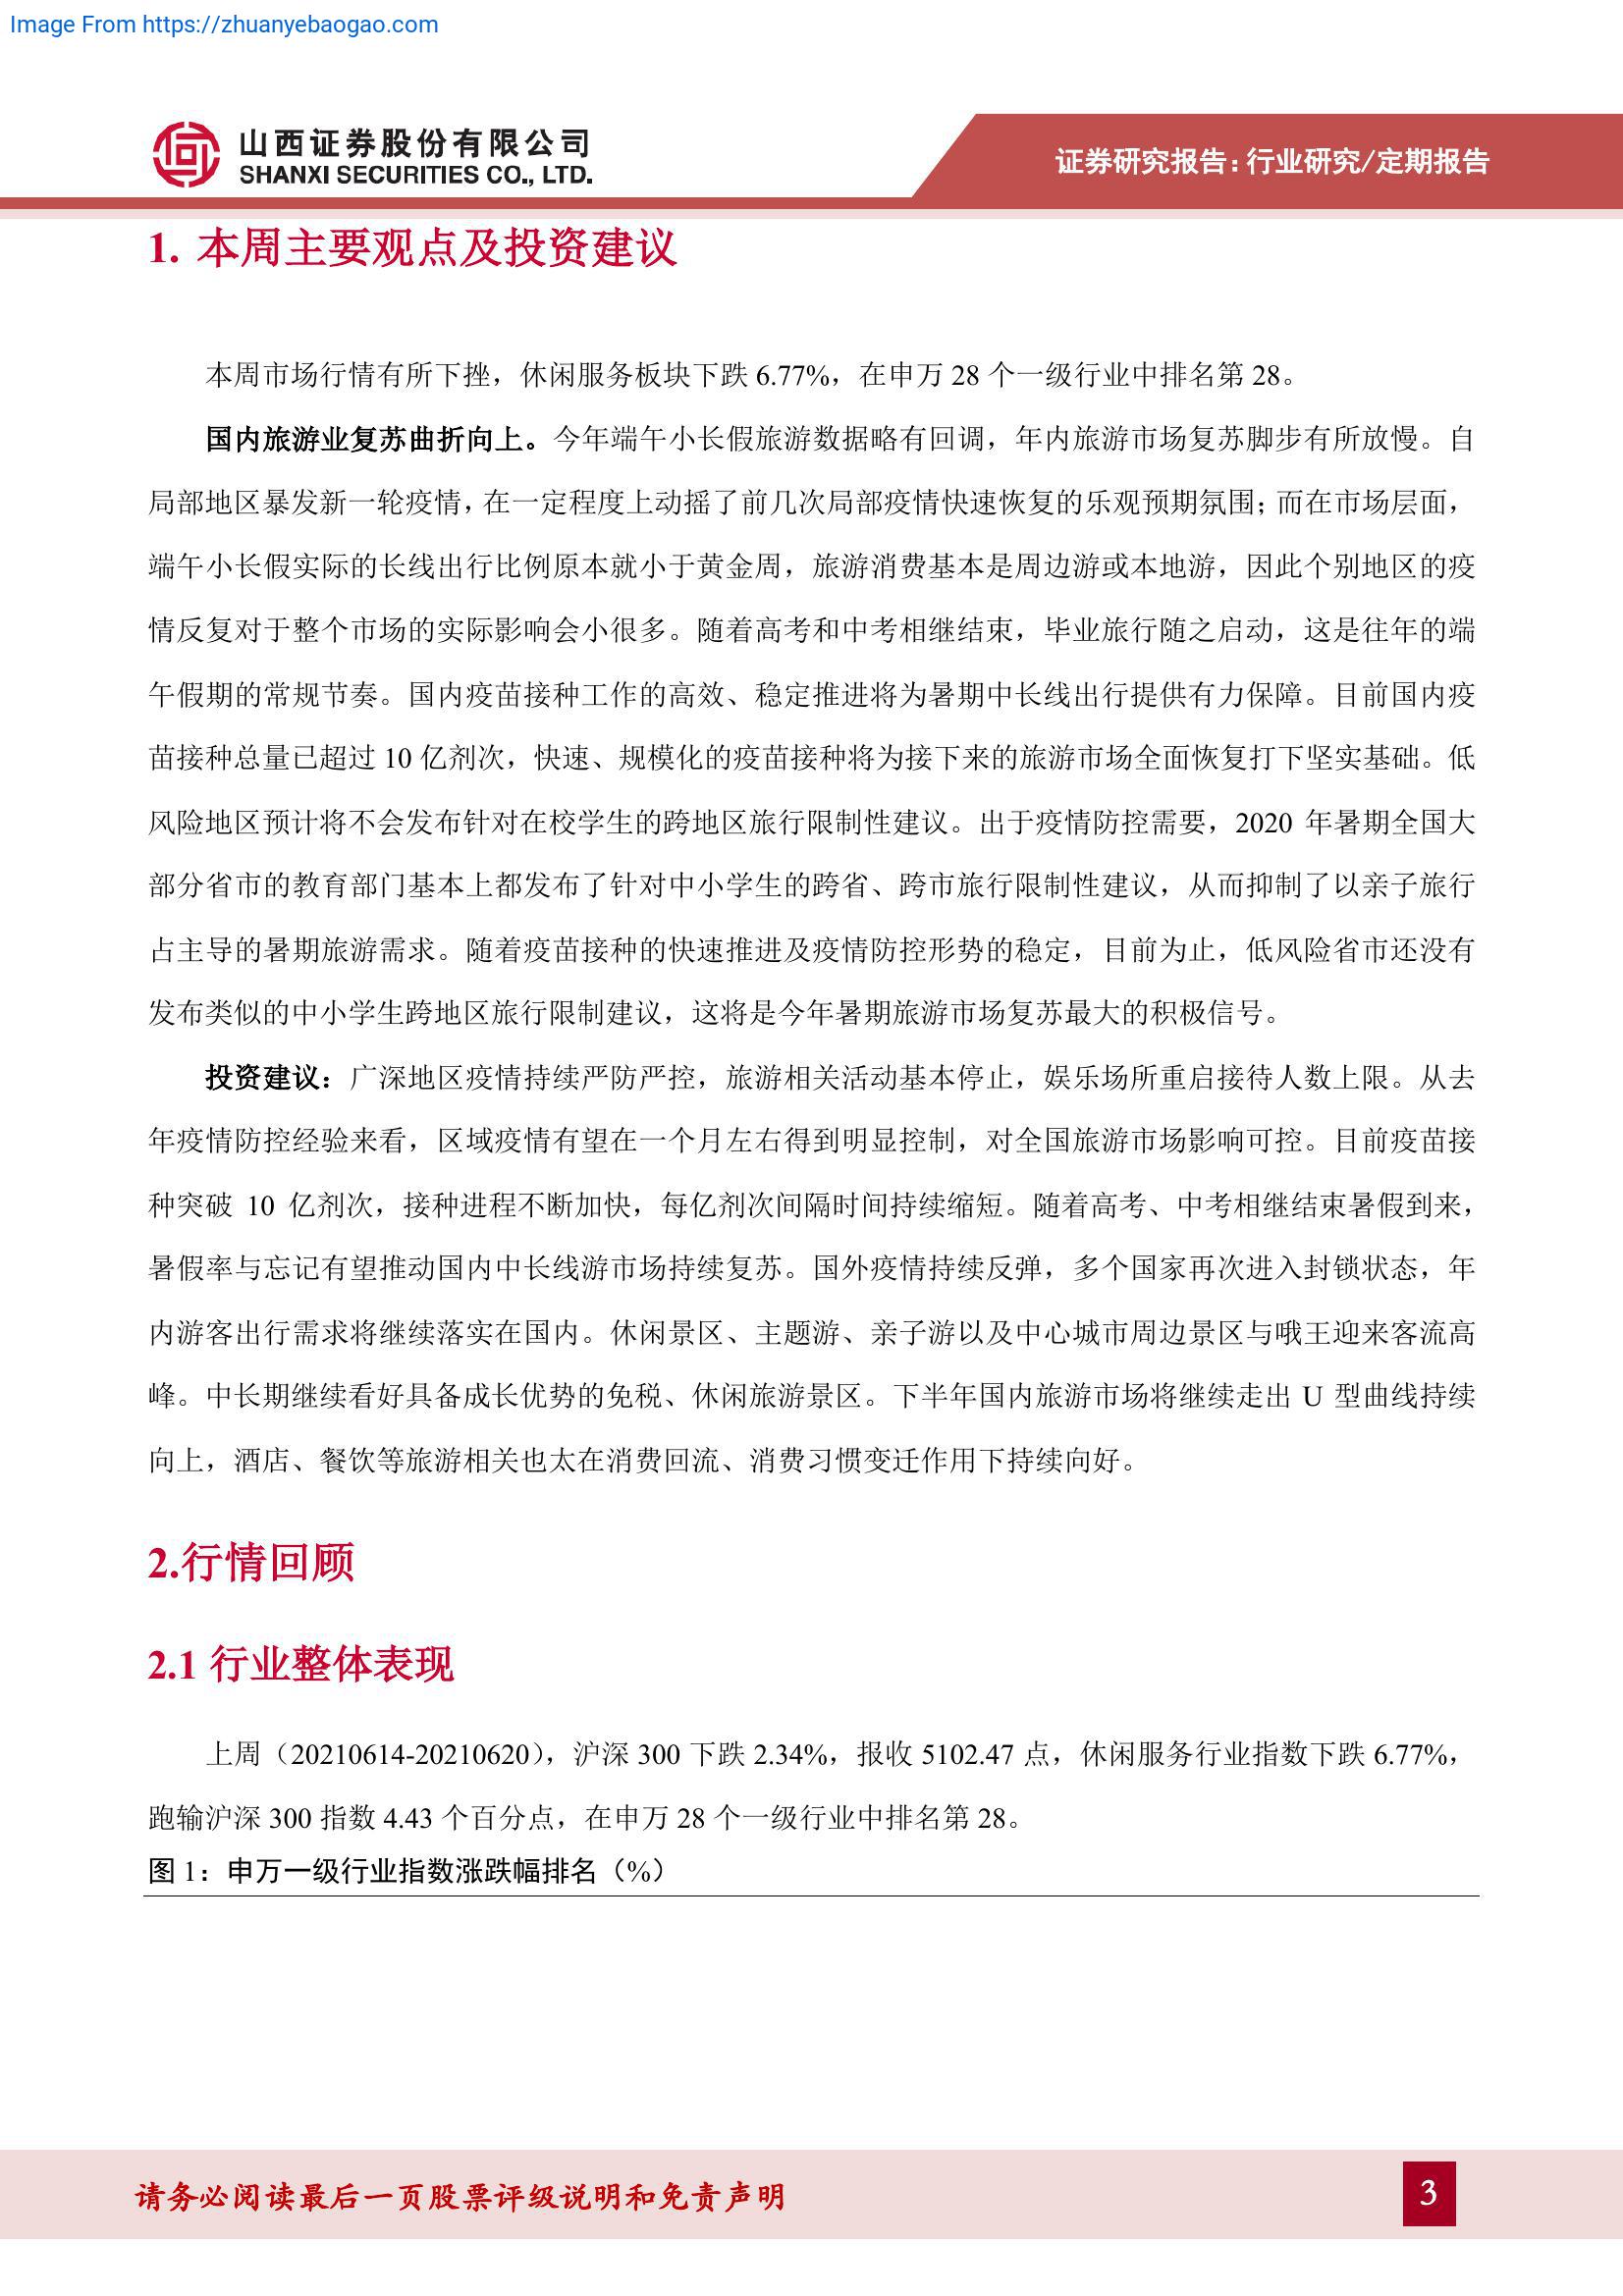 Image From https://zhuanyebaogao.com
山西证券股份有限公司
SHANXI SECURITIES CO., LTD.
证券研究报告：行业研究/定期报告
1. 本周主要观点及投资建议
本周市场行情有所下挫，休闲服务板块下跌 6.77%，在申万 28 个一级行业中排名第 28。
国内旅游业复苏曲折向上。今年端午小长假旅游数据略有回调，年内旅游市场复苏脚步有所放慢。自
局部地区暴发新一轮疫情，在一定程度上动摇了前几次局部疫情快速恢复的乐观预期氛围；而在市场层面，
端午小长假实际的长线出行比例原本就小于黄金周，旅游消费基本是周边游或本地游，因此个别地区的疫
情反复对于整个市场的实际影响会小很多。随着高考和中考相继结束，毕业旅行随之启动，这是往年的端
午假期的常规节奏。国内疫苗接种工作的高效、稳定推进将为暑期中长线出行提供有力保障。目前国内疫
苗接种总量已超过 10 亿剂次，快速、规模化的疫苗接种将为接下来的旅游市场全面恢复打下坚实基础。低
风险地区预计将不会发布针对在校学生的跨地区旅行限制性建议。出于疫情防控需要，2020 年暑期全国大
部分省市的教育部门基本上都发布了针对中小学生的跨省、跨市旅行限制性建议，从而抑制了以亲子旅行
占主导的暑期旅游需求。随着疫苗接种的快速推进及疫情防控形势的稳定，目前为止，低风险省市还没有
发布类似的中小学生跨地区旅行限制建议，这将是今年暑期旅游市场复苏最大的积极信号。
投资建议：广深地区疫情持续严防严控，旅游相关活动基本停止，娱乐场所重启接待人数上限。从去
年疫情防控经验来看，区域疫情有望在一个月左右得到明显控制，对全国旅游市场影响可控。目前疫苗接
种突破 10 亿剂次，接种进程不断加快，每亿剂次间隔时间持续缩短。随着高考、中考相继结束暑假到来，
暑假率与忘记有望推动国内中长线游市场持续复苏。国外疫情持续反弹，多个国家再次进入封锁状态，年
内游客出行需求将继续落实在国内。休闲景区、主题游、亲子游以及中心城市周边景区与哦王迎来客流高
峰。中长期继续看好具备成长优势的免税、休闲旅游景区。下半年国内旅游市场将继续走出 U 型曲线持续
向上，酒店、餐饮等旅游相关也太在消费回流、消费习惯变迁作用下持续向好。
2.行情回顾
2.1 行业整体表现
上周（20210614-20210620），沪深 300 下跌 2.34%，报收 5102.47 点，休闲服务行业指数下跌 6.77%，
跑输沪深 300 指数 4.43 个百分点，在申万 28 个一级行业中排名第 28。
图 1：申万一级行业指数涨跌幅排名（%）
请务必阅读最后一页股票评级说明和免责声明
3